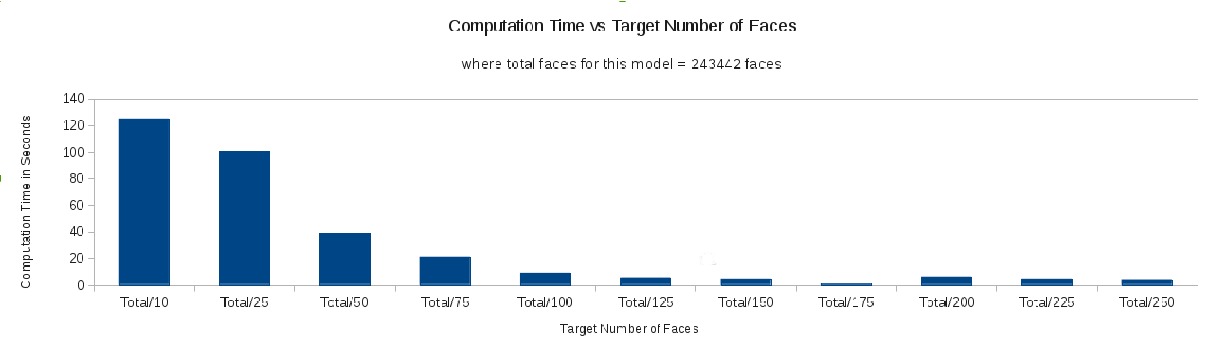 Computation Time vs Target Number of Faces
where total faces for this model = 243442 faces
Computation Time in Seconds
140
120
100
80
60
40
20
0
Total/10 Total/25 Total/50 Total/75 Total/100 Total/125 Total/150 Total/175 Total/200 Total/225 Total/250
Target Number of Faces